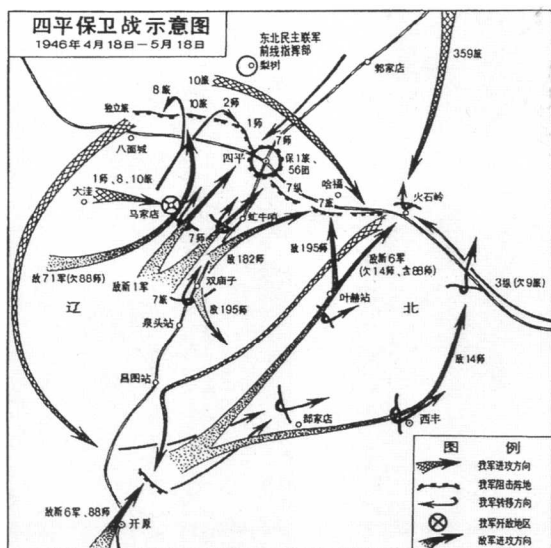 四平保卫战示意图
1946年4月18日－5月18日
东北民主联军
前线指挥部
梨树
郭家店
359旅
10旅
8旅
独立旅
10旅
2师
1师
7师
八面城
四平
保1旅、
56团
大洼
1师、8、10旅
马家店
7纵
哈福
7旅
火石岭
7师
虻牛哨
敌182师
敌195师
敌新6军
(欠14师、含88师)
敌71军(欠88师)
敌新1军
双庙子
7旅
敌195师
3纵(欠9旅)
辽
北
泉头站
叶赫站
敌14师
昌图站
郜家店
西丰
敌新6军、88师
开原
图 例
我军进攻方向
我军阻击阵地
我军转移方向
我军歼敌地区
敌军进攻方向